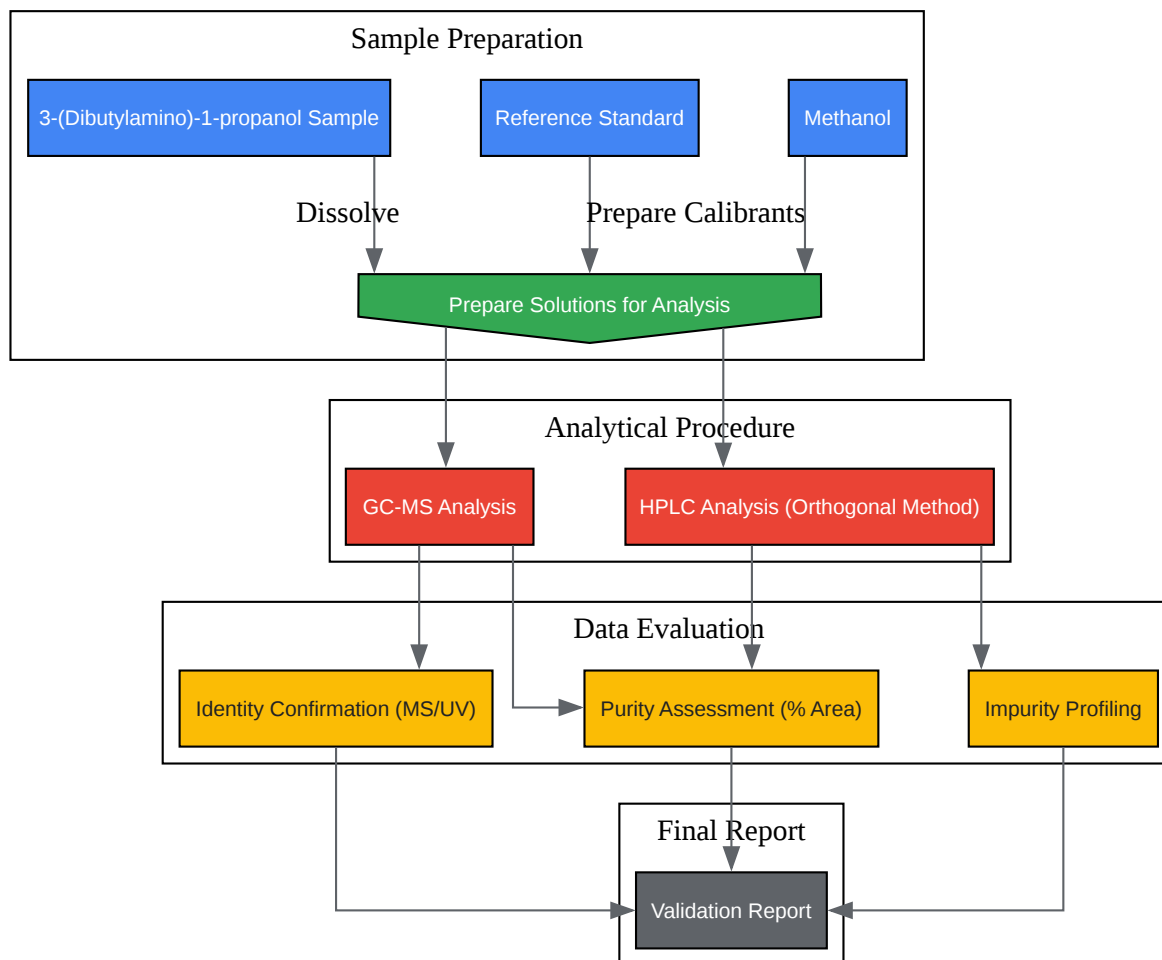 Sample Preparation
3-(Dibutylamino)-1-propanol Sample
Reference Standard
Methanol
Dissolve
Prepare Calibrants
Prepare Solutions for Analysis
Analytical Procedure
GC-MS Analysis
HPLC Analysis (Orthogonal Method)
Data Evaluation
Identity Confirmation (MS/UV)
Purity Assessment (% Area)
Impurity Profiling
Final Report
Validation Report